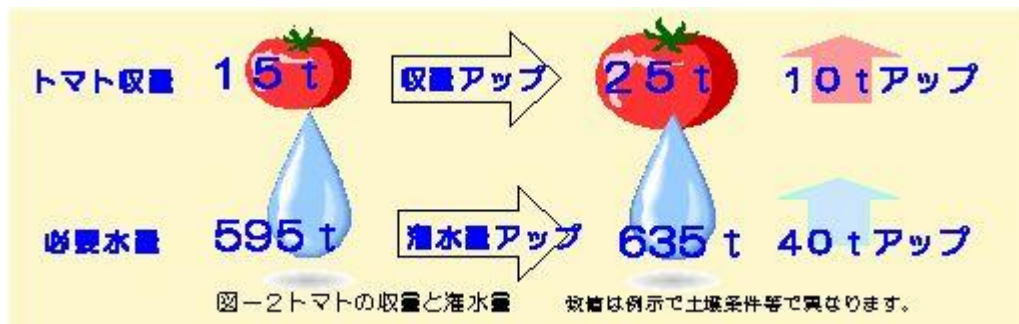 トマト収量 15t 収量アップ 25t 10tアップ
必要水量 595t 潅水量アップ 635t 40tアップ
図－2トマトの収量と潅水量 数値は例示で土壌条件等で異なります。